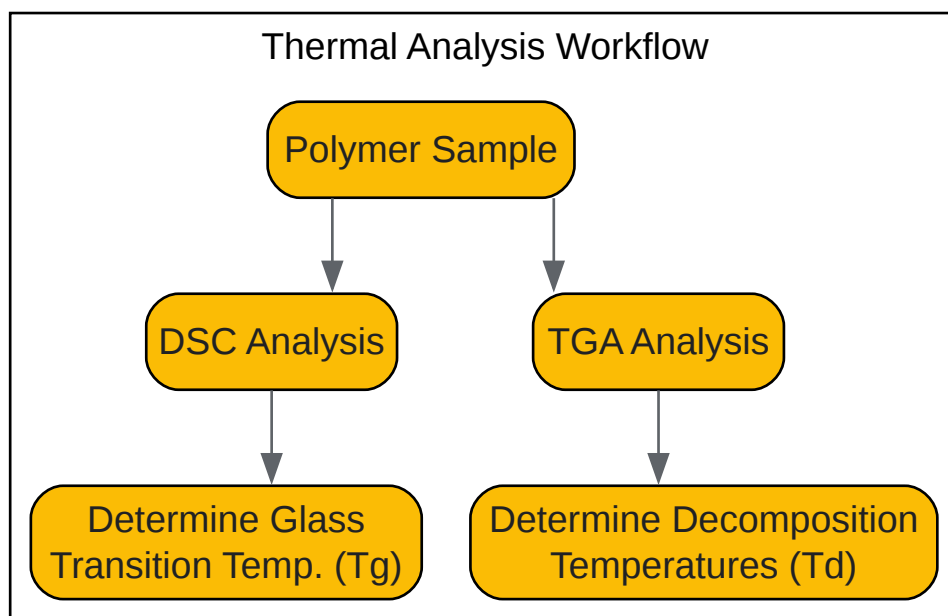 Thermal Analysis Workflow
Polymer Sample
DSC Analysis
TGA Analysis
Determine Glass
Transition Temp. (Tg)
Determine Decomposition
Temperatures (Td)